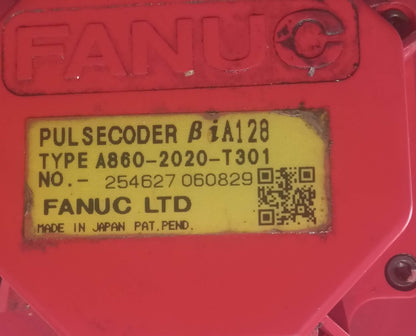 FANUC
PULSECODER βiA128
TYPE A860-2020-T301
NO.- 254627 060829
FANUC LTD
MADE IN JAPAN PAT.PEND.